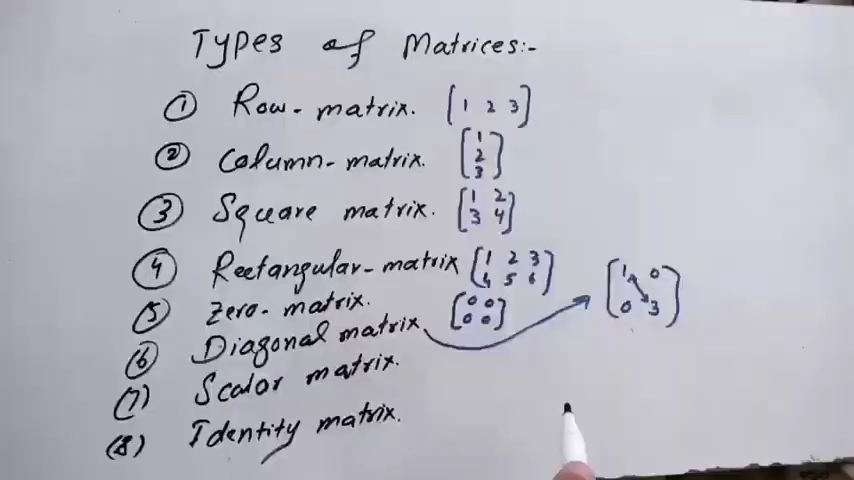 Types of Matrices:-
① Row-matrix. [1 2 3]
② Column-matrix. [1
2
3]
③ Square matrix. [1 2
3 4]
④ Rectangular-matrix [1 2 3
4 5 6]
⑤ Zero-matrix. [0 0
0 0]
⑥ Diagonal matrix [1 0
0 3]
(7) Scalar matrix.
(8) Identity matrix.